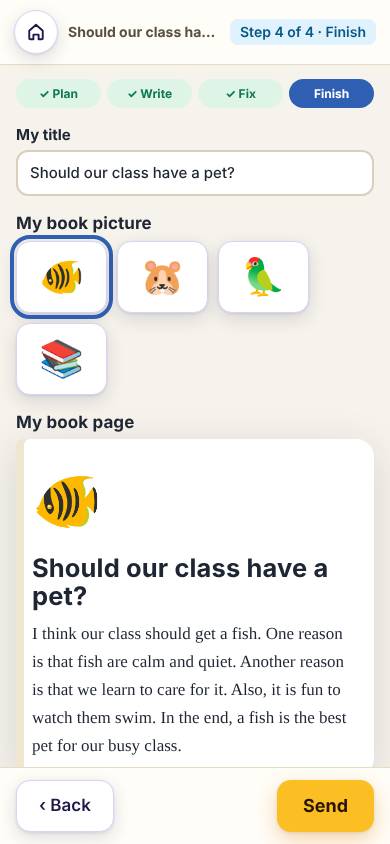 Should our class ha...
Step 4 of 4 · Finish
✓ Plan
✓ Write
✓ Fix
Finish
My title
Should our class have a pet?
My book picture
My book page
Should our class have a
pet?
I think our class should get a fish. One reason
is that fish are calm and quiet. Another reason
is that we learn to care for it. Also, it is fun to
watch them swim. In the end, a fish is the best
pet for our busy class.
‹ Back
Send